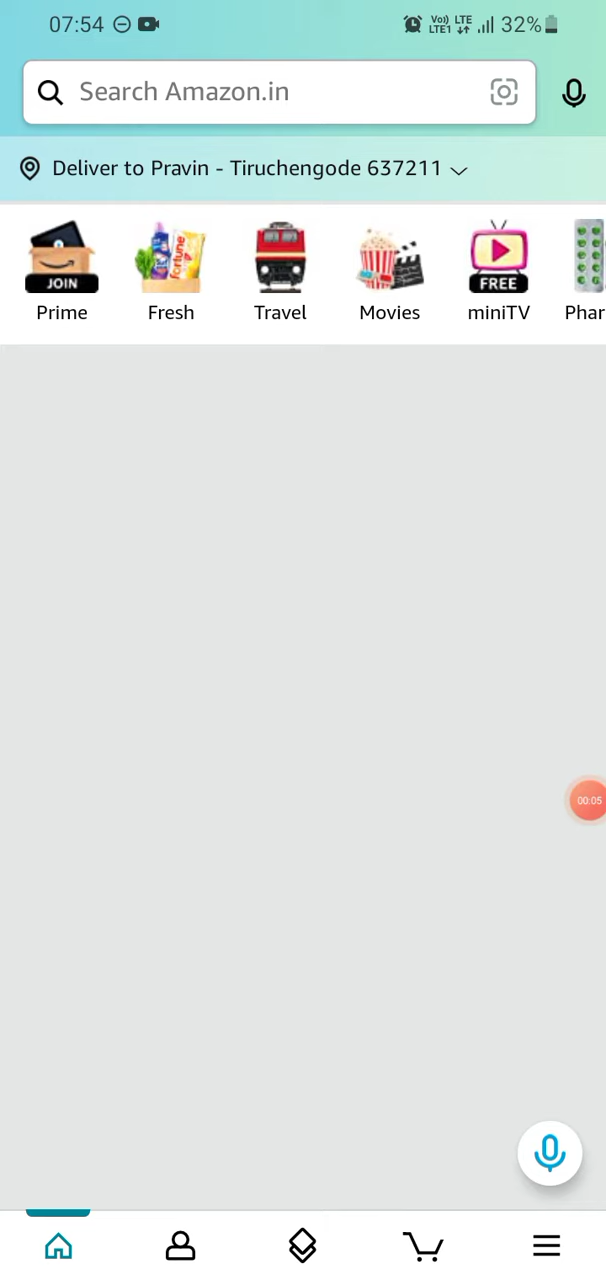 07:54 Vo) LTE LTE1 32%
Search Amazon.in
Deliver to Pravin - Tiruchengode 637211
fortune
JOIN FREE
Prime Fresh Travel Movies miniTV Phar
00:05